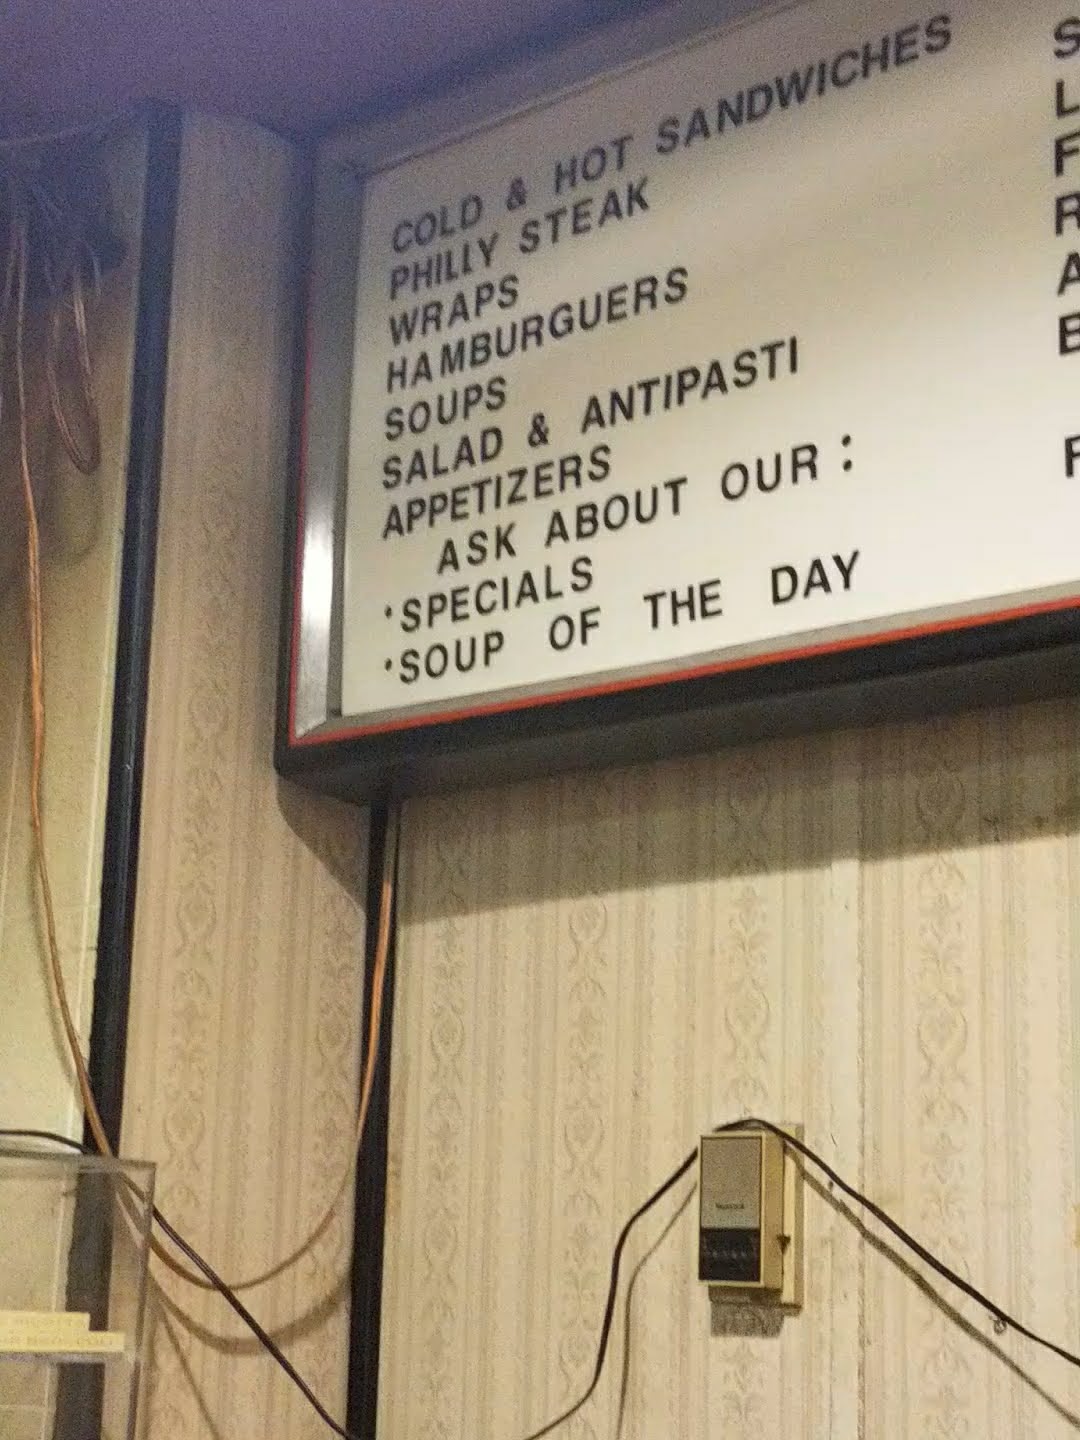 COLD & HOT SANDWICHES
PHILLY STEAK
WRAPS
HAMBURGUERS
SOUPS
SALAD & ANTIPASTI
APPETIZERS
ASK ABOUT OUR :
·SPECIALS
·SOUP OF THE DAY
S
L
F
R
A
B
F